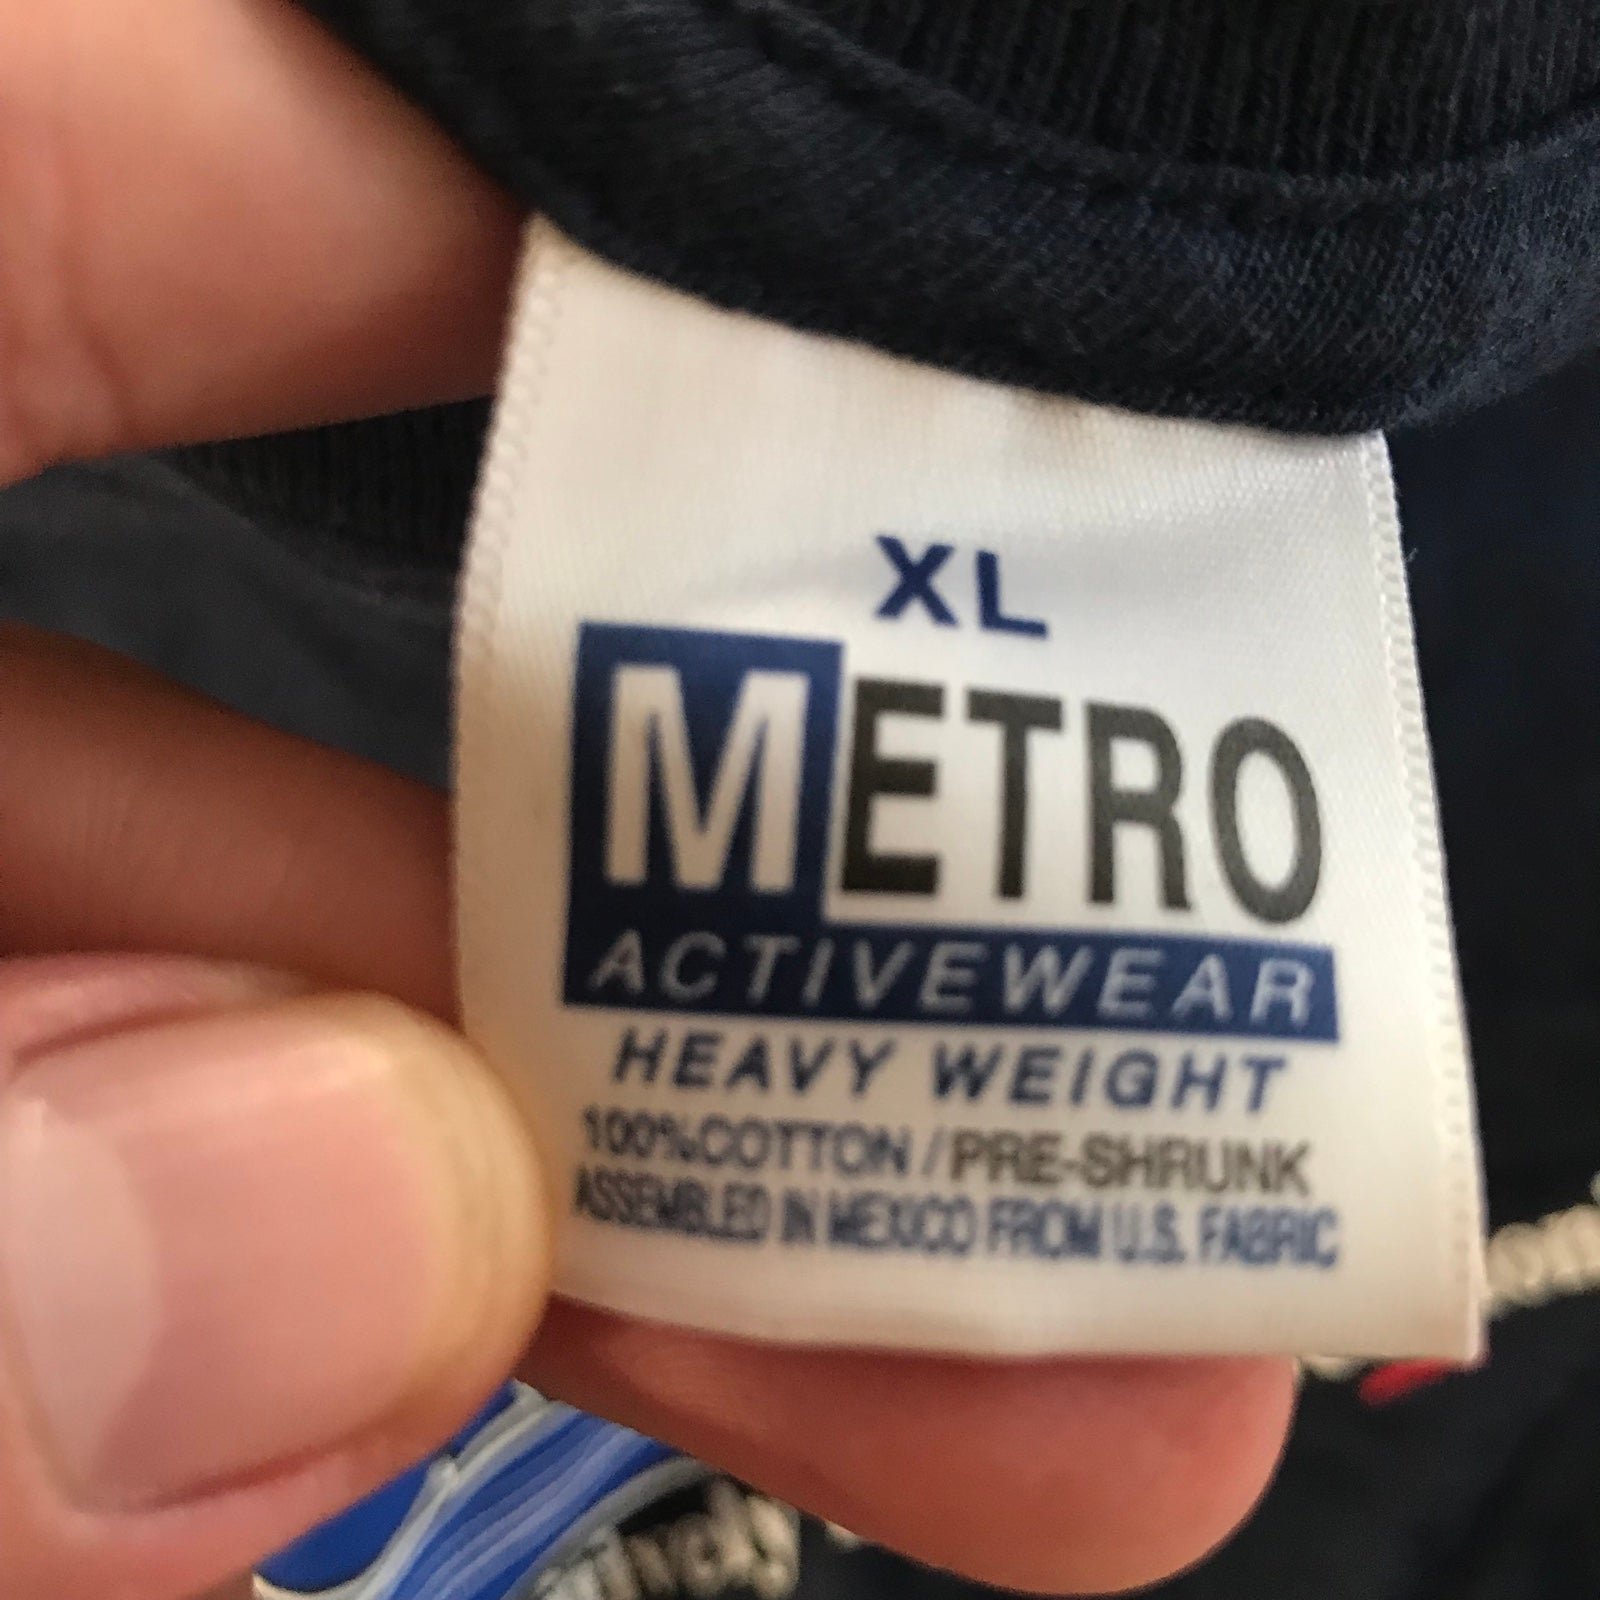 XL
METRO
ACTIVEWEAR
HEAVY WEIGHT
100%COTTON / PRE-SHRUNK
ASSEMBLED IN MEXICO FROM U.S. FABRIC